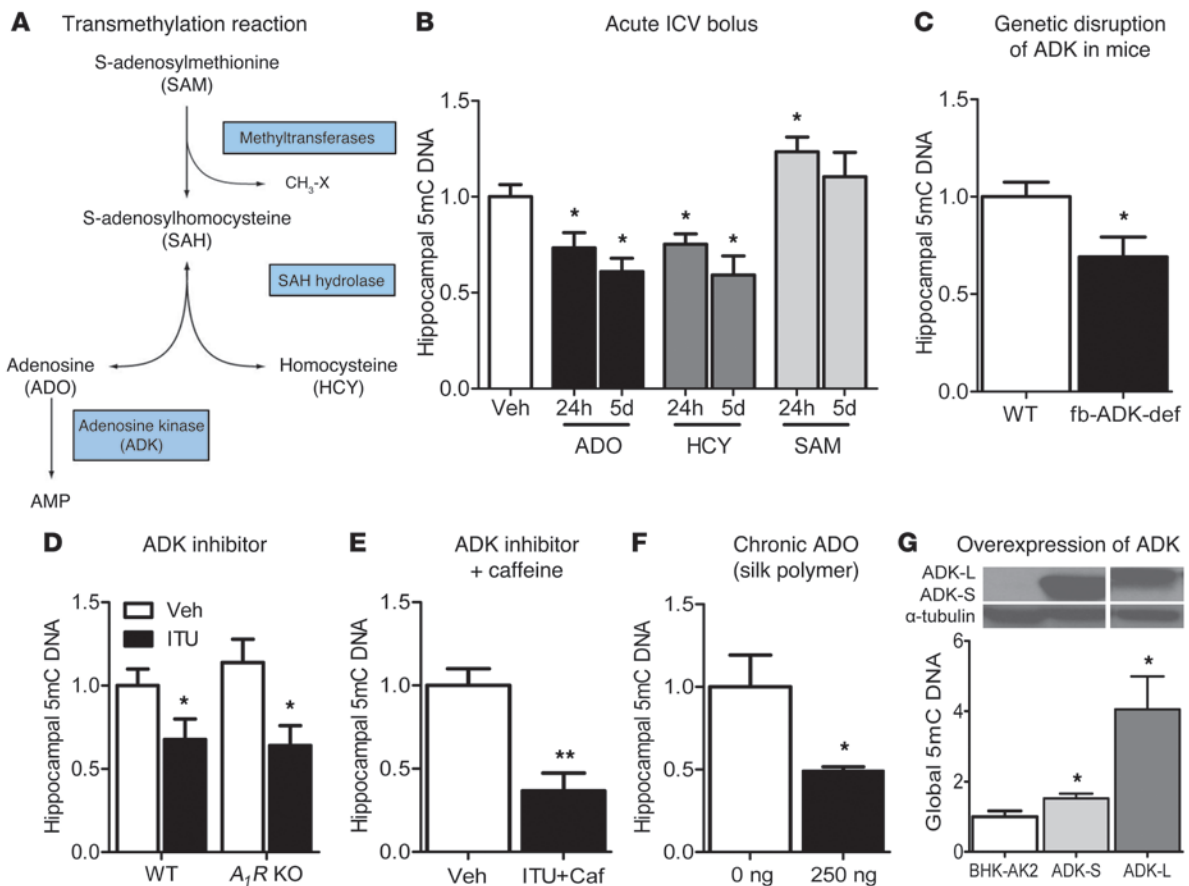 A Transmethylation reaction
S-adenosylmethionine
(SAM)
Methyltransferases
CH3-X
S-adenosylhomocysteine
(SAH)
SAH hydrolase
Adenosine
(ADO)
Homocysteine
(HCY)
Adenosine kinase
(ADK)
AMP
B Acute ICV bolus
Hippocampal 5mC DNA
1.5
1.0
0.5
0.0
* * * * *
Veh 24h 5d 24h 5d 24h 5d
ADO HCY SAM
C Genetic disruption
of ADK in mice
Hippocampal 5mC DNA
1.5
1.0
0.5
0.0
*
WT fb-ADK-def
D ADK inhibitor
Hippocampal 5mC DNA
1.5
1.0
0.5
0.0
Veh
ITU
* *
WT A1R KO
E ADK inhibitor
+ caffeine
Hippocampal 5mC DNA
1.5
1.0
0.5
0.0
**
Veh ITU+Caf
F Chronic ADO
(silk polymer)
Hippocampal 5mC DNA
1.5
1.0
0.5
0.0
*
0 ng 250 ng
G Overexpression of ADK
ADK-L
ADK-S
α-tubulin
Global 5mC DNA
6
4
2
0
* *
BHK-AK2 ADK-S ADK-L